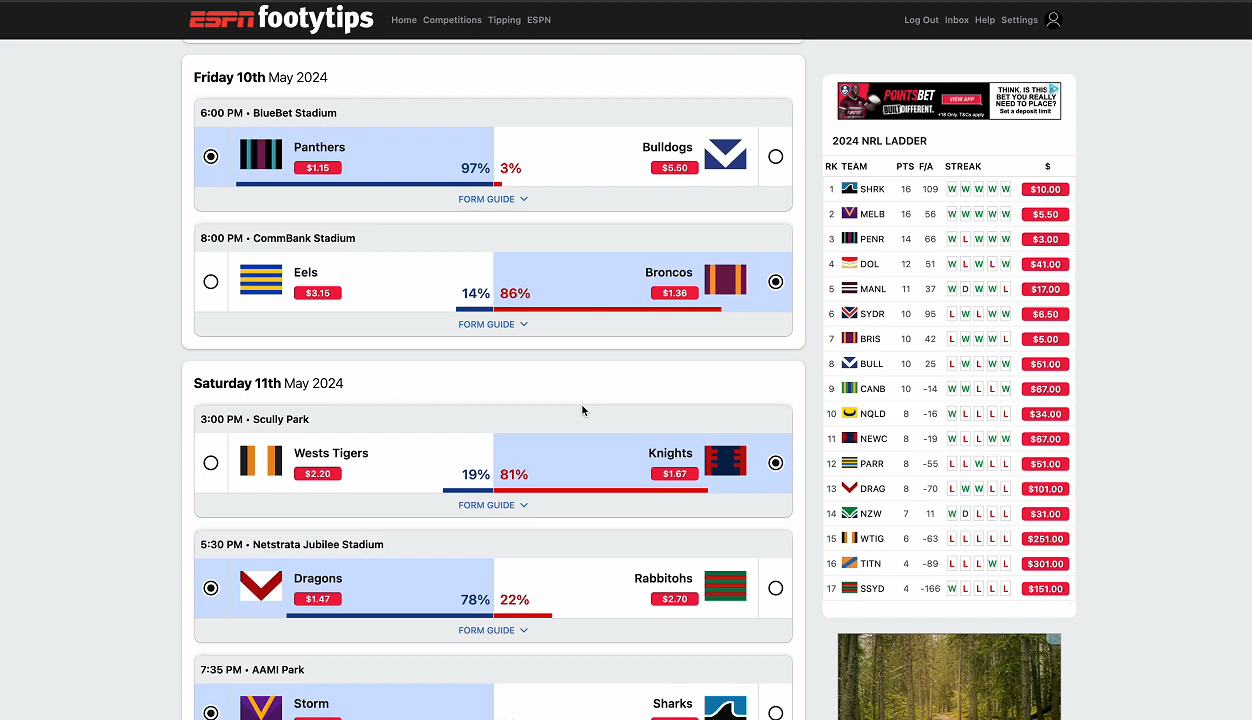 ESPN footytips Home Competitions Tipping ESPN Log Out Inbox Help Settings
Friday 10th May 2024
6:00 PM • BlueBet Stadium
Panthers
$1.15
97% 3%
Bulldogs
$5.50
FORM GUIDE
8:00 PM • CommBank Stadium
Eels
$3.15
14% 86%
Broncos
$1.36
FORM GUIDE
Saturday 11th May 2024
3:00 PM • Scully Park
Wests Tigers
$2.20
19% 81%
Knights
$1.67
FORM GUIDE
5:30 PM • Netstrata Jubilee Stadium
Dragons
$1.47
78% 22%
Rabbitohs
$2.70
FORM GUIDE
7:35 PM • AAMI Park
Storm
Sharks
POINTSBET
BUILT DIFFERENT.
VIEW APP
+18 Only. T&Cs apply
THINK, IS THIS A
BET YOU REALLY
NEED TO PLACE?
Set a deposit limit
2024 NRL LADDER
RK TEAM PTS F/A STREAK $
1 SHRK 16 109 W W W W W $10.00
2 MELB 16 56 W W W W W $5.50
3 PENR 14 66 W L W W W $3.00
4 DOL 12 51 W L W L W $41.00
5 MANL 11 37 W D W W L $17.00
6 SYDR 10 95 L W L W W $6.50
7 BRIS 10 42 L W W W L $5.00
8 BULL 10 25 L W L W W $51.00
9 CANB 10 -14 W W L L W $67.00
10 NQLD 8 -16 W L L L L $34.00
11 NEWC 8 -19 W L L W W $67.00
12 PARR 8 -55 L L W L L $51.00
13 DRAG 8 -70 L W W L L $101.00
14 NZW 7 11 W D L L L $31.00
15 WTIG 6 -63 L L L L L $251.00
16 TITN 4 -89 L L L W L $301.00
17 SSYD 4 -166 W L L L L $151.00